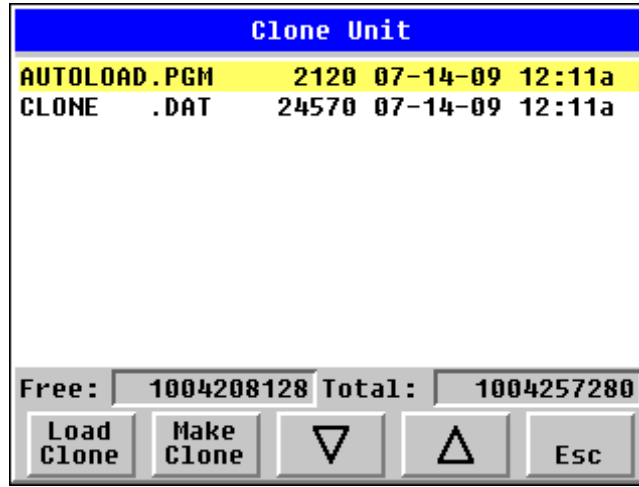 Clone Unit
AUTOLOAD.PGM 2120 07-14-09 12:11a
CLONE .DAT 24570 07-14-09 12:11a
Free: 1004208128 Total: 1004257280
Load Clone Make Clone Esc